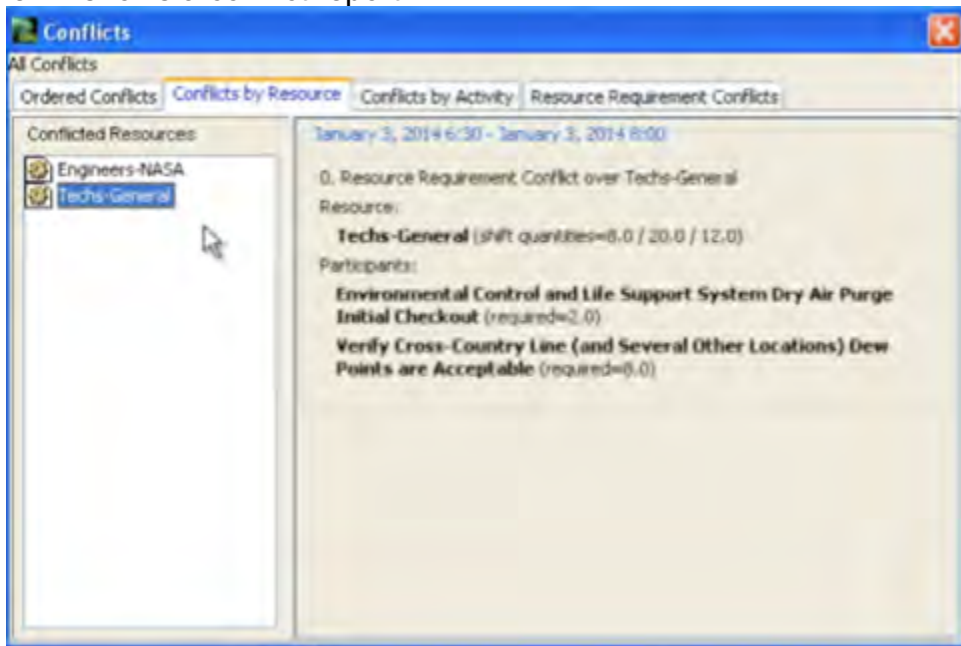 Conflicts
All Conflicts
Ordered Conflicts Conflicts by Resource Conflicts by Activity Resource Requirement Conflicts
Conflicted Resources
Engineers-NASA
Techs-General
January 3, 2014 6:30 - January 3, 2014 8:00
0. Resource Requirement Conflict over Techs-General
Resource:
Techs-General (shift quantities=8.0 / 20.0 / 12.0)
Participants:
Environmental Control and Life Support System Dry Air Purge
Initial Checkout (required=2.0)
Verify Cross-Country Line (and Several Other Locations) Dew
Points are Acceptable (required=8.0)